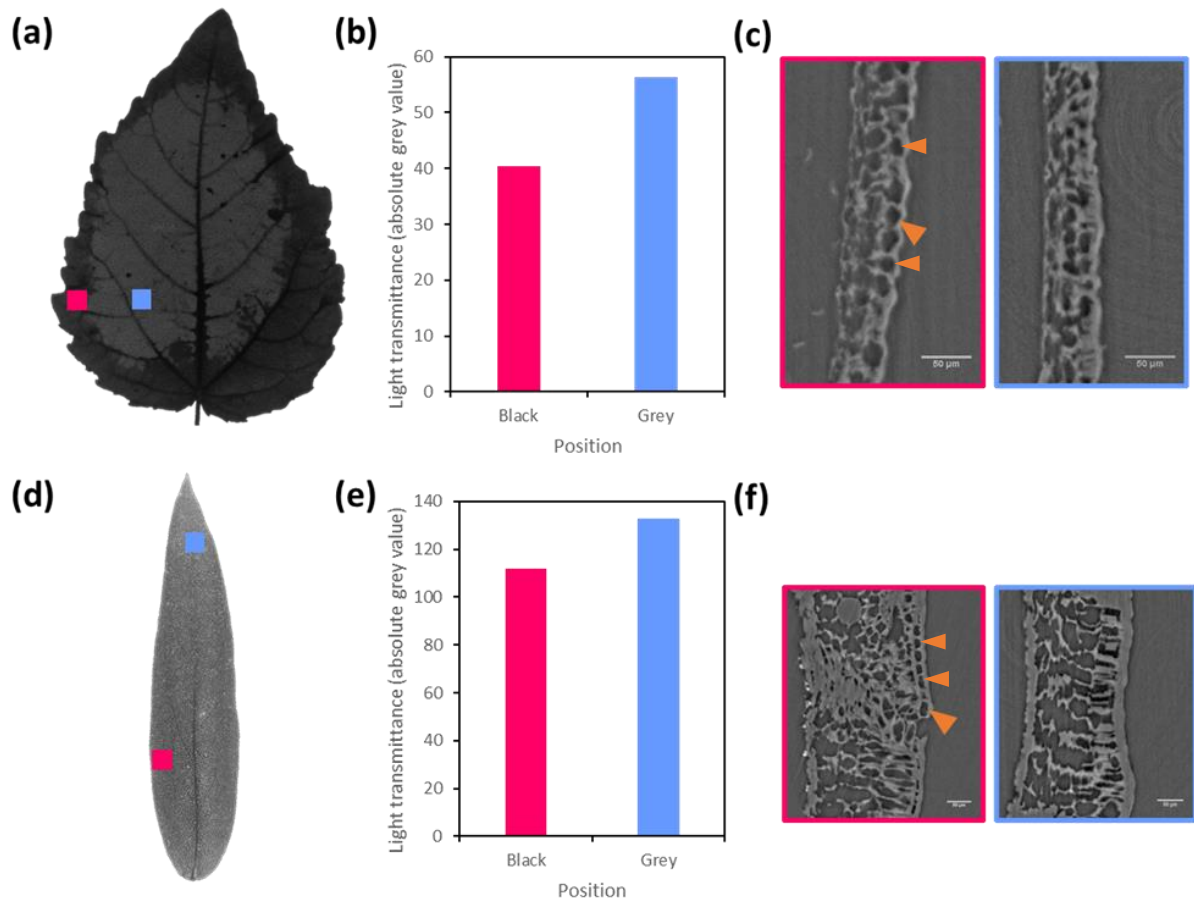 (a)
(b)
Light transmittance (absolute grey value)
60
50
40
30
20
10
0
Black
Grey
Position
(c)
50 µm
50 µm
(d)
(e)
Light transmittance (absolute grey value)
140
120
100
80
60
40
20
0
Black
Grey
Position
(f)